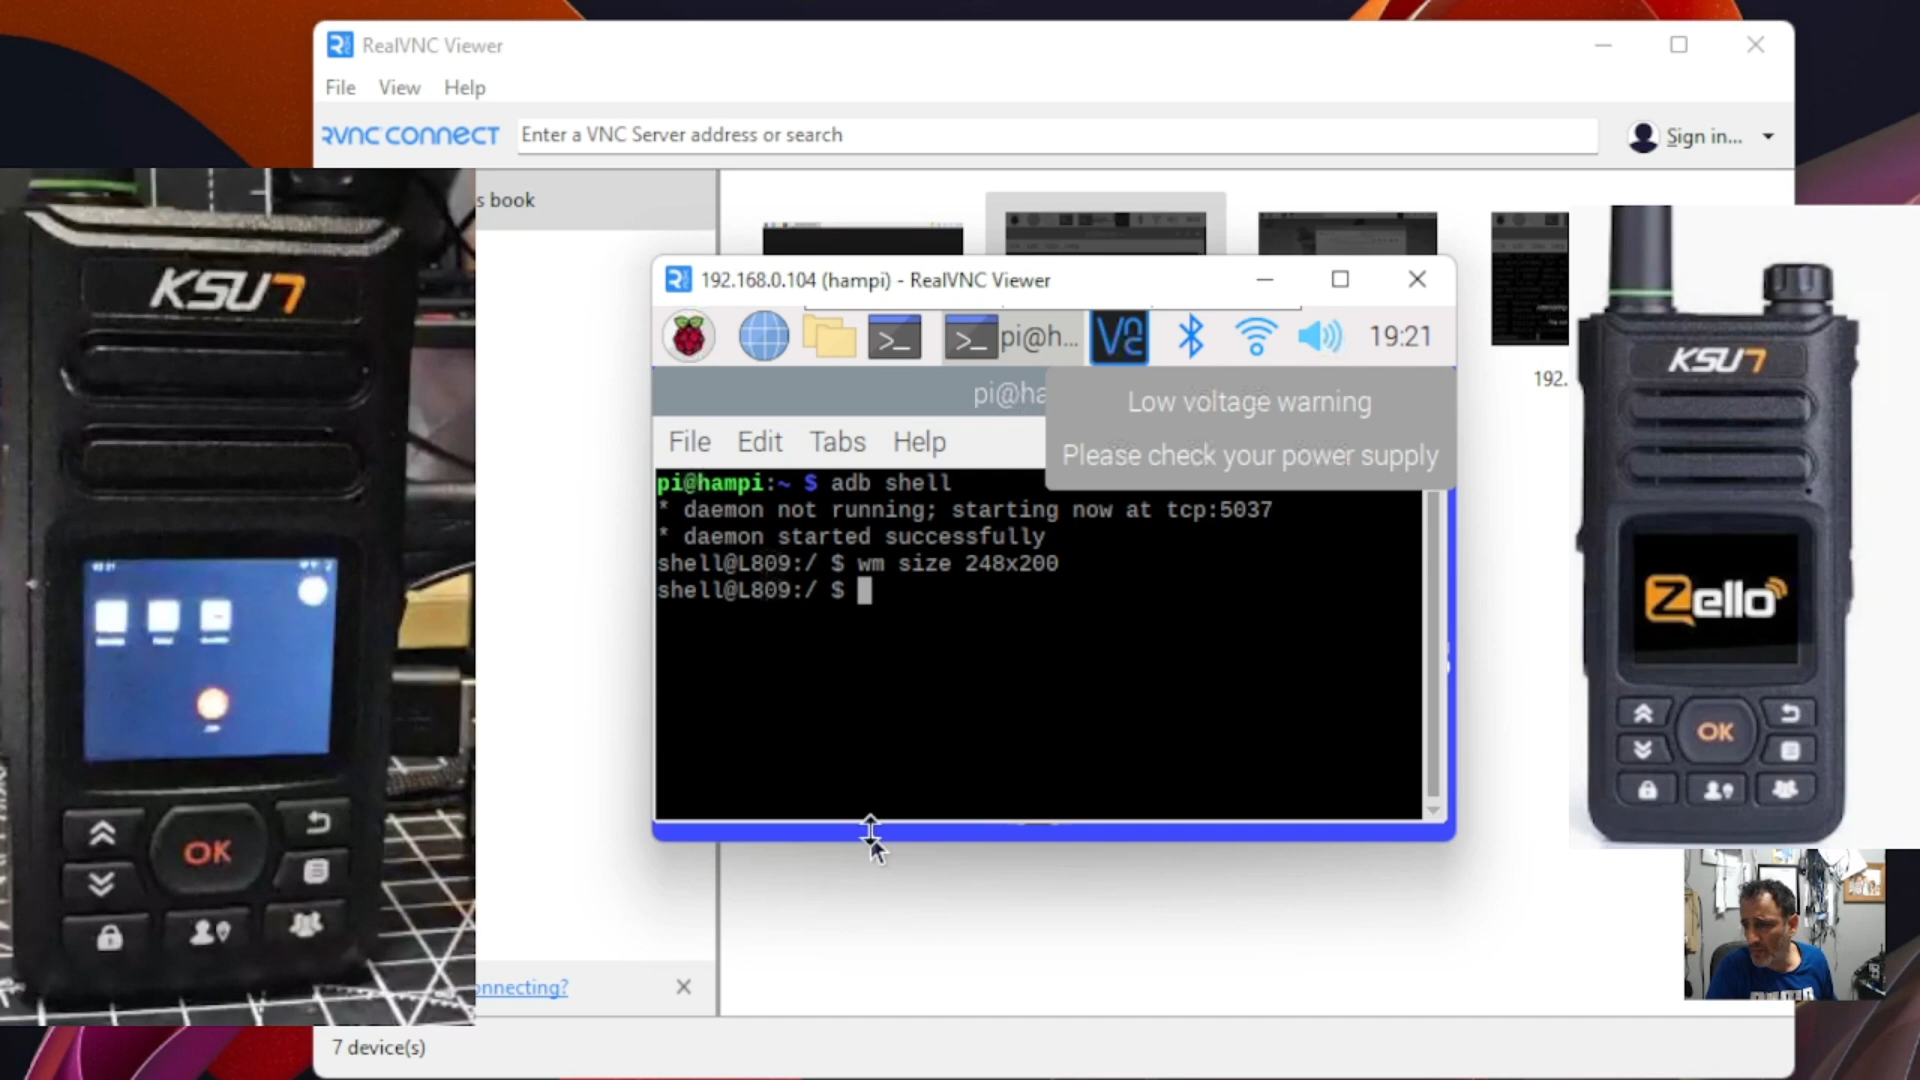 RealVNC Viewer
File View Help
RVNC CONNECT
Enter a VNC Server address or search
Sign in...
s book
192.168.0.104 (hampi) - RealVNC Viewer
pi@h...
19:21
pi@ha
Low voltage warning
Please check your power supply
File Edit Tabs Help
pi@hampi:~ $ adb shell
* daemon not running; starting now at tcp:5037
* daemon started successfully
shell@L809:/ $ wm size 248x200
shell@L809:/ $
192.
KSU7
OK
KSU7
Zello
OK
onnecting?
7 device(s)